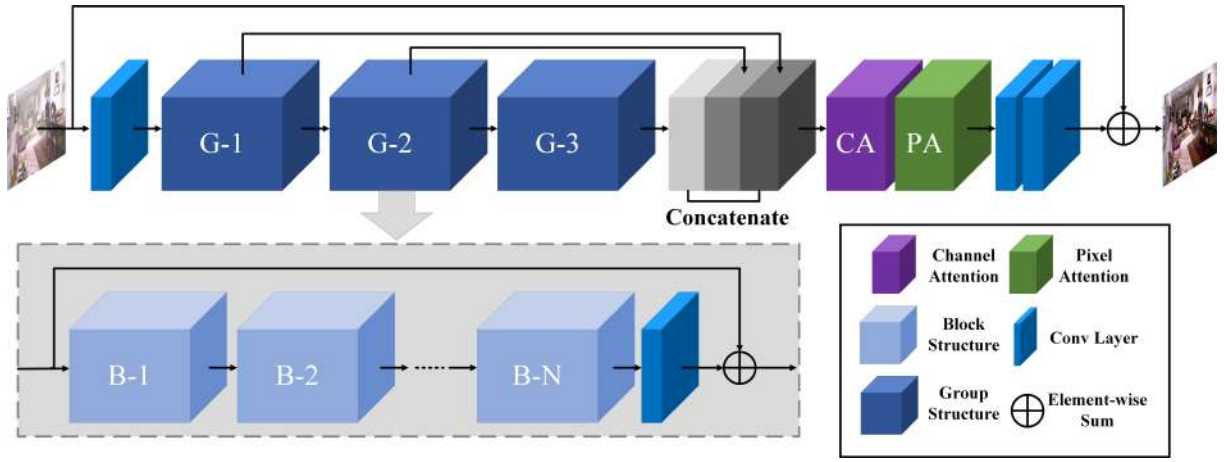 G-1
G-2
G-3
CA
PA
Concatenate
B-1
B-2
B-N
Channel
Attention
Pixel
Attention
Block
Structure
Conv Layer
Group
Structure
Element-wise
Sum